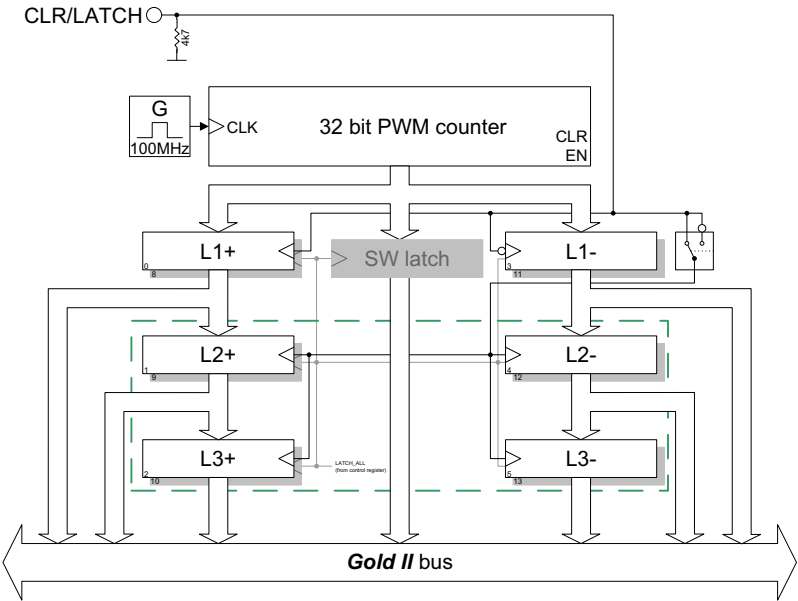 CLR/LATCH
4k7
G
100MHz
CLK
32 bit PWM counter
CLR
EN
L1+
0
8
SW latch
L1-
3
11
L2+
1
9
L2-
4
12
L3+
2
10
LATCH_ALL
(from control register)
L3-
5
13
Gold II bus